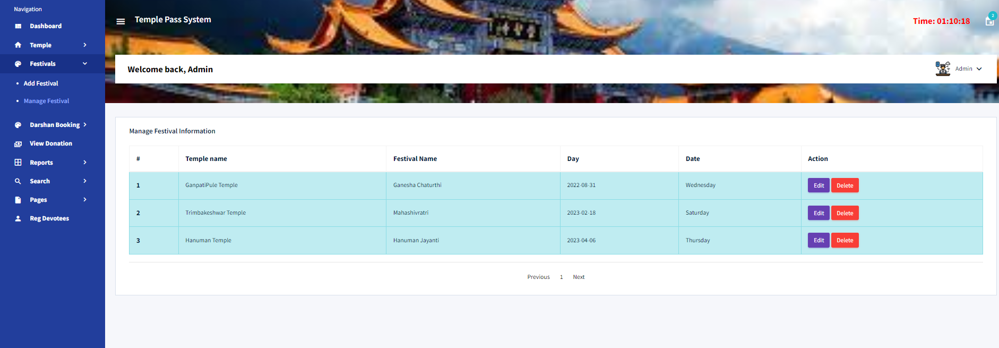 Navigation
Dashboard
Temple
Festivals
Add Festival
Manage Festival
Darshan Booking
View Donation
Reports
Search
Pages
Reg Devotees
Temple Pass System
Time: 01:10:18
2
Welcome back, Admin
Admin
Manage Festival Information
# Temple name Festival Name Day Date Action
1 GanpatiPule Temple Ganesha Chaturthi 2022-08-31 Wednesday Edit Delete
2 Trimbakeshwar Temple Mahashivratri 2023-02-18 Saturday Edit Delete
3 Hanuman Temple Hanuman Jayanti 2023-04-06 Thursday Edit Delete
Previous 1 Next